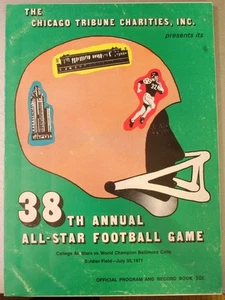 THE
CHICAGO TRIBUNE CHARITIES, INC.
presents its
38TH ANNUAL
ALL-STAR FOOTBALL GAME
College All-Stars vs World Champion Baltimore Colts
Soldier Field—July 30, 1971
OFFICIAL PROGRAM AND RECORD BOOK